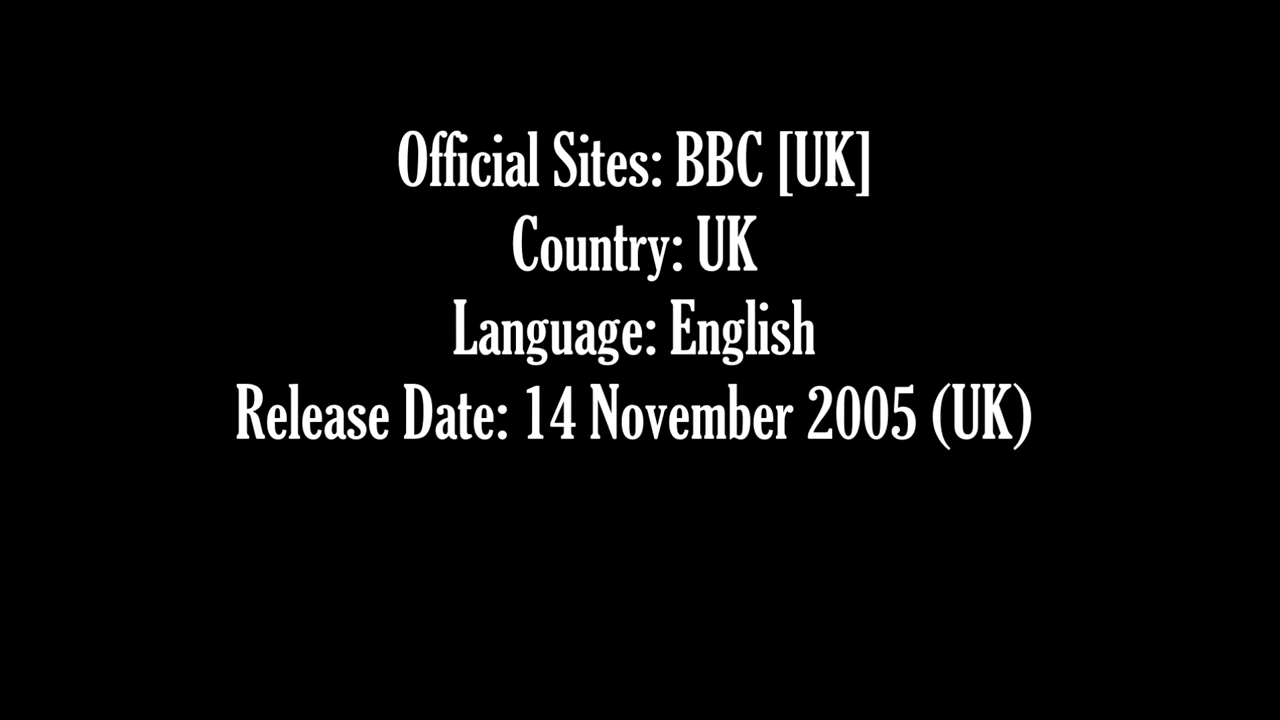 Official Sites: BBC [UK]
Country: UK
Language: English
Release Date: 14 November 2005 (UK)